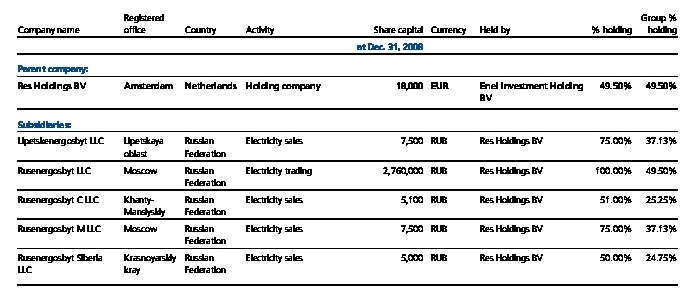 Company name Registered office Country Activity Share capital Currency Held by % holding Group % holding
at Dec. 31, 2008
Parent company:
Res Holdings BV Amsterdam Netherlands Holding company 18,000 EUR Enel Investment Holding BV 49.50% 49.50%
Subsidiaries:
Lipetskenergosbyt LLC Lipetskaya oblast Russian Federation Electricity sales 7,500 RUB Res Holdings BV 75.00% 37.13%
Rusenergosbyt LLC Moscow Russian Federation Electricity trading 2,760,000 RUB Res Holdings BV 100.00% 49.50%
Rusenergosbyt C LLC Khanty-Mansiyskiy Russian Federation Electricity sales 5,100 RUB Res Holdings BV 51.00% 25.25%
Rusenergosbyt M LLC Moscow Russian Federation Electricity sales 7,500 RUB Res Holdings BV 75.00% 37.13%
Rusenergosbyt Siberia LLC Krasnoyarskiy kray Russian Federation Electricity sales 5,000 RUB Res Holdings BV 50.00% 24.75%